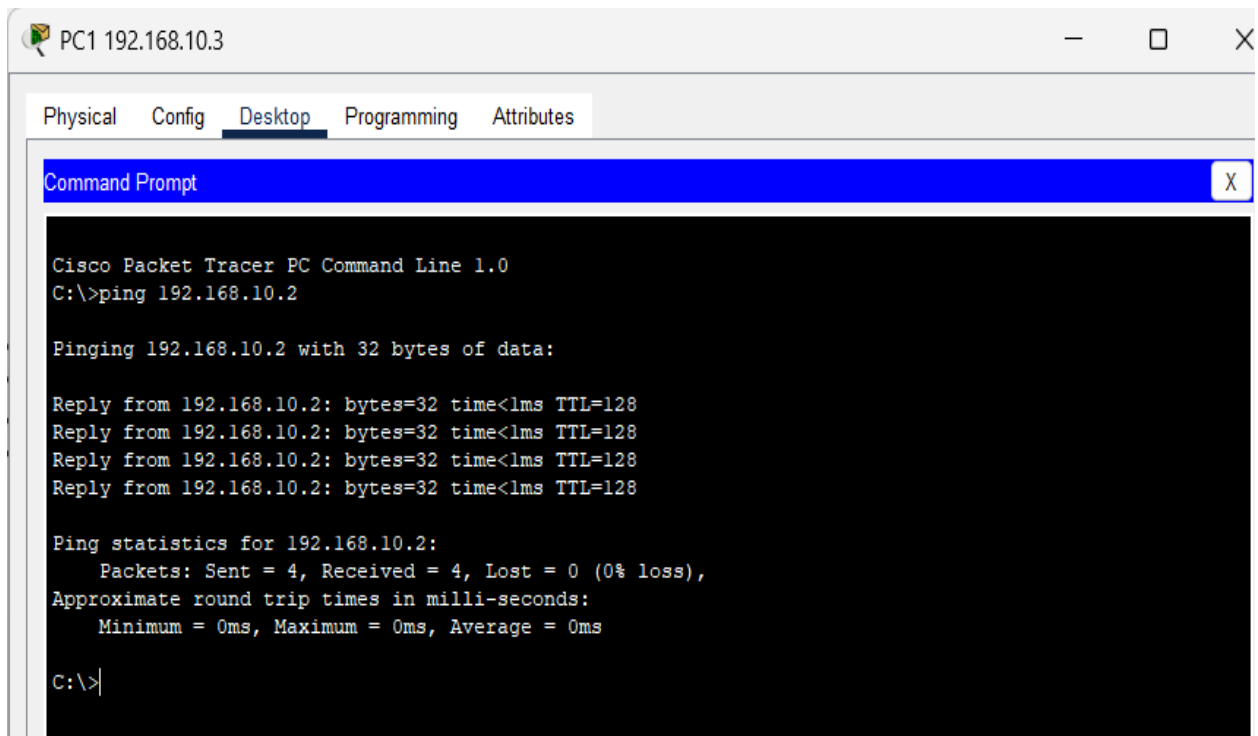 PC1 192.168.10.3
Physical Config Desktop Programming Attributes
Command Prompt
X
Cisco Packet Tracer PC Command Line 1.0
C:\>ping 192.168.10.2
Pinging 192.168.10.2 with 32 bytes of data:
Reply from 192.168.10.2: bytes=32 time<1ms TTL=128
Reply from 192.168.10.2: bytes=32 time<1ms TTL=128
Reply from 192.168.10.2: bytes=32 time<1ms TTL=128
Reply from 192.168.10.2: bytes=32 time<1ms TTL=128
Ping statistics for 192.168.10.2:
Packets: Sent = 4, Received = 4, Lost = 0 (0% loss),
Approximate round trip times in milli-seconds:
Minimum = 0ms, Maximum = 0ms, Average = 0ms
C:\>